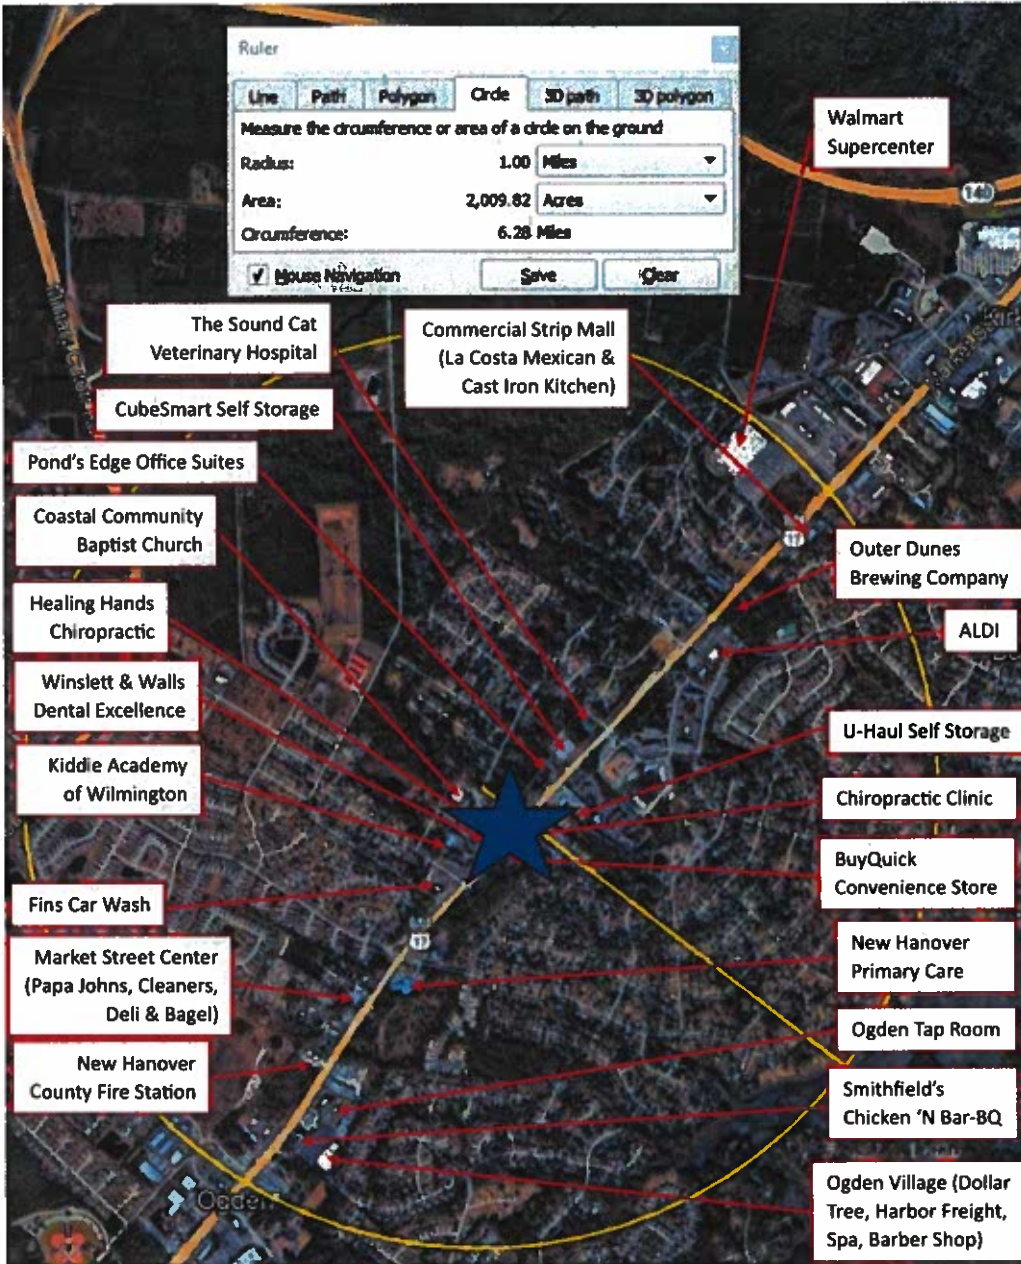 Ruler
Line Path Polygon Circle 3D path 3D polygon
Measure the circumference or area of a circle on the ground
Radius: 1.00 Miles
Area: 2,009.82 Acres
Circumference: 6.28 Miles
Mouse Navigation Save Clear
Walmart
Supercenter
140
The Sound Cat
Veterinary Hospital
Commercial Strip Mall
(La Costa Mexican &
Cast Iron Kitchen)
CubeSmart Self Storage
Pond's Edge Office Suites
Coastal Community
Baptist Church
17
Outer Dunes
Brewing Company
Healing Hands
Chiropractic
ALDI
Winslett & Walls
Dental Excellence
U-Haul Self Storage
Kiddie Academy
of Wilmington
Chiropractic Clinic
BuyQuick
Convenience Store
Fins Car Wash
17
Market Street Center
(Papa Johns, Cleaners,
Deli & Bagel)
New Hanover
Primary Care
Ogden Tap Room
New Hanover
County Fire Station
Smithfield's
Chicken 'N Bar-BQ
Ogden
Ogden Village (Dollar
Tree, Harbor Freight,
Spa, Barber Shop)